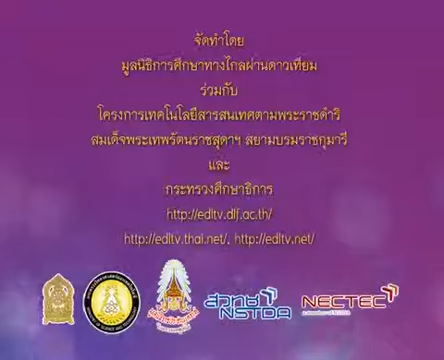 จัดทำโดย
มูลนิธิการศึกษาทางไกลผ่านดาวเทียม
ร่วมกับ
โครงการเทคโนโลยีสารสนเทศตามพระราชดำริ
สมเด็จพระเทพรัตนราชสุดาฯ สยามบรมราชกุมารี
และ
กระทรวงศึกษาธิการ
http://edltv.dlf.ac.th/
http://edltv.thai.net/, http://edltv.net/
สวทช NECTEC
NSTDA